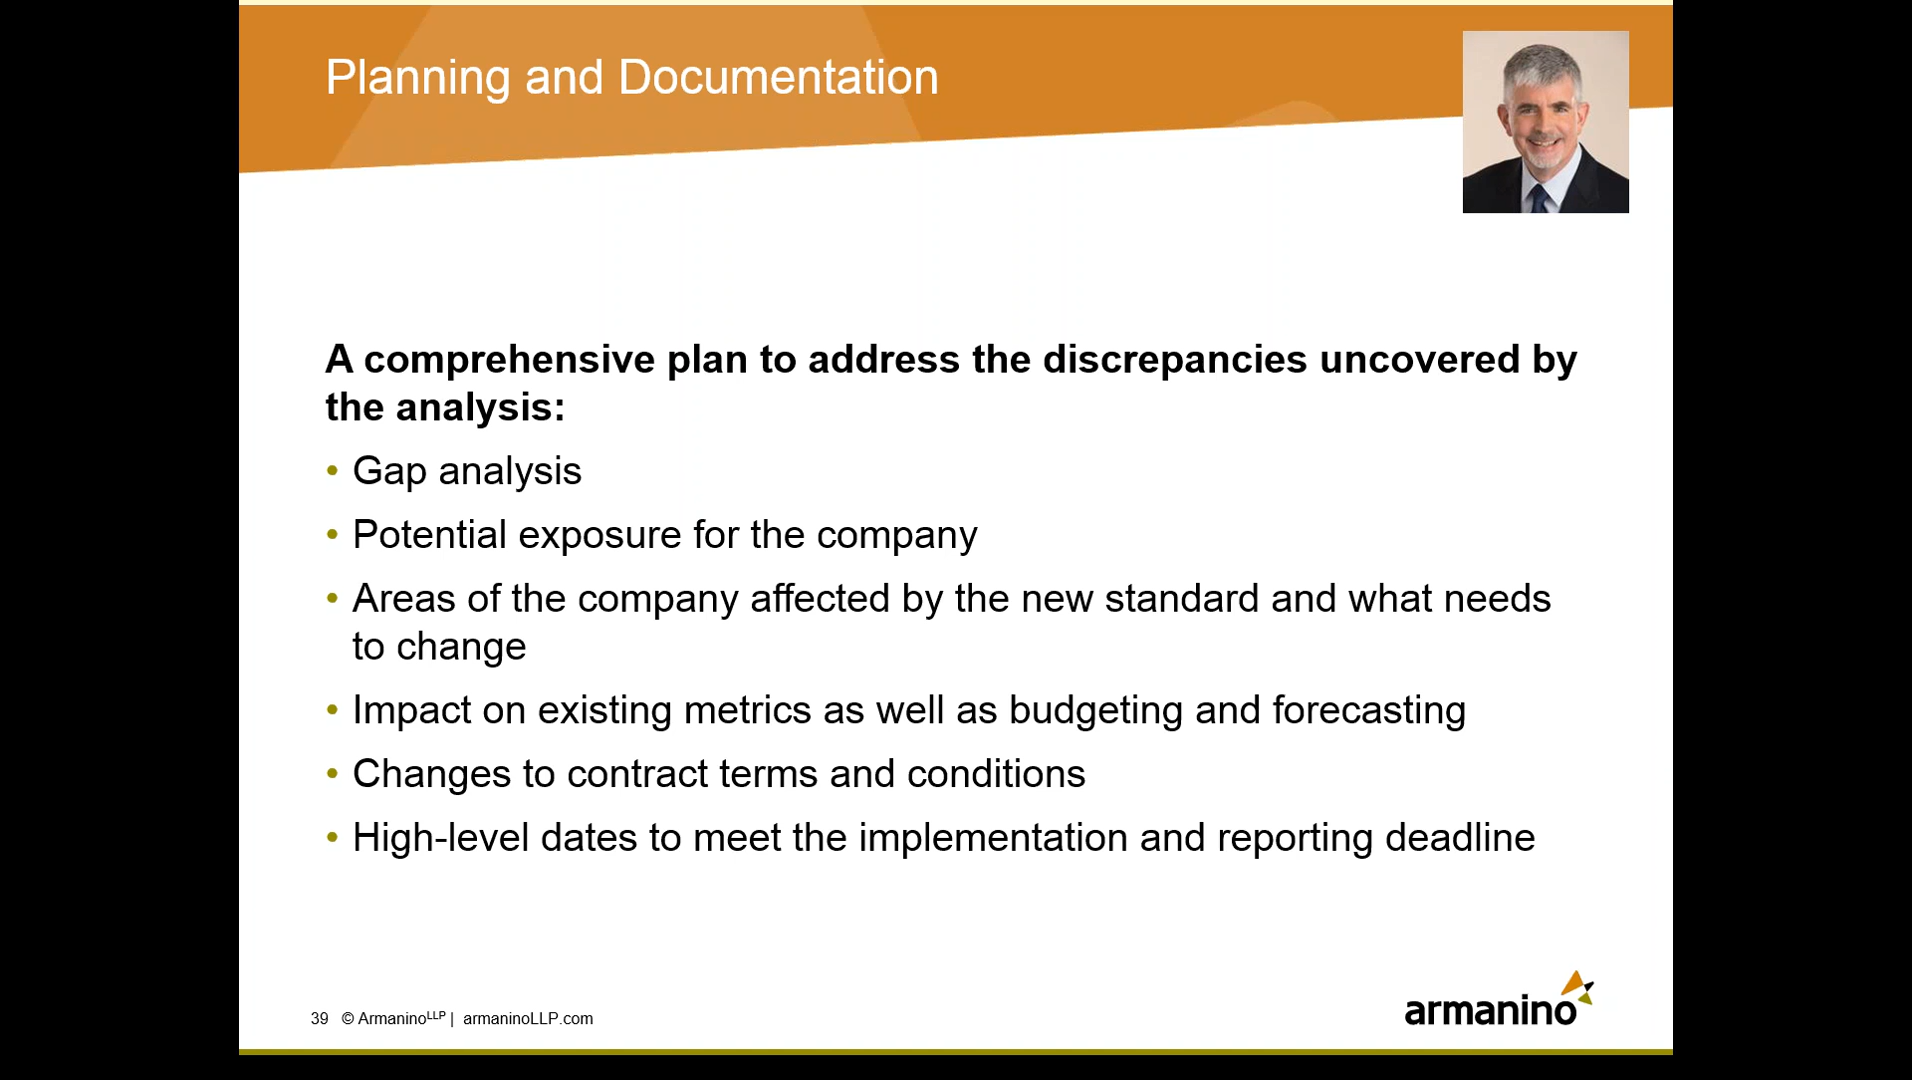 Planning and Documentation
A comprehensive plan to address the discrepancies uncovered by
the analysis:
• Gap analysis
• Potential exposure for the company
• Areas of the company affected by the new standard and what needs
to change
• Impact on existing metrics as well as budgeting and forecasting
• Changes to contract terms and conditions
• High-level dates to meet the implementation and reporting deadline
39 © ArmaninoLLP | armaninoLLP.com
armanino